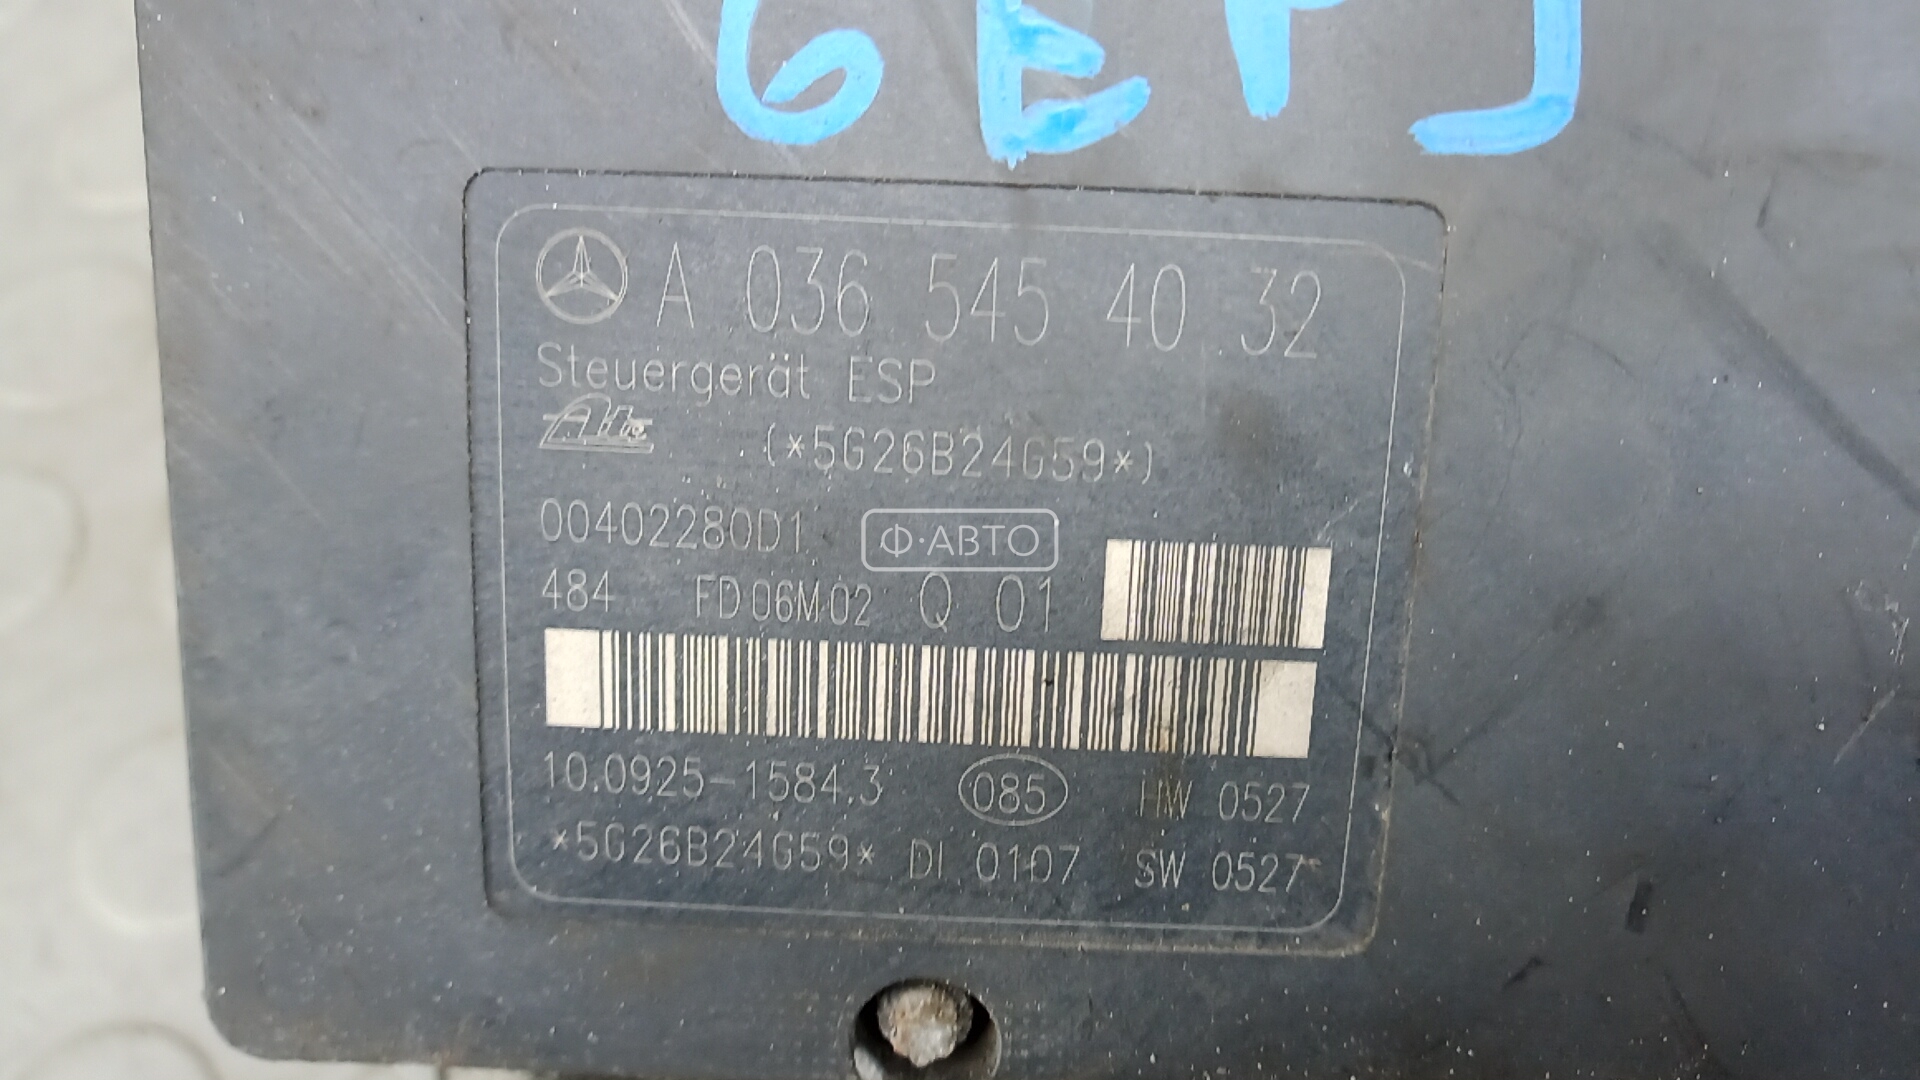 A 036 545 40 32
Steuergerät ESP
Ate (*5G26B24G59*)
00402280D1
Ф·АВТО
484 FD06M02 Q 01
10.0925-1584.3 085 HW 0527
*5G26B24G59* DI 0107 SW 0527